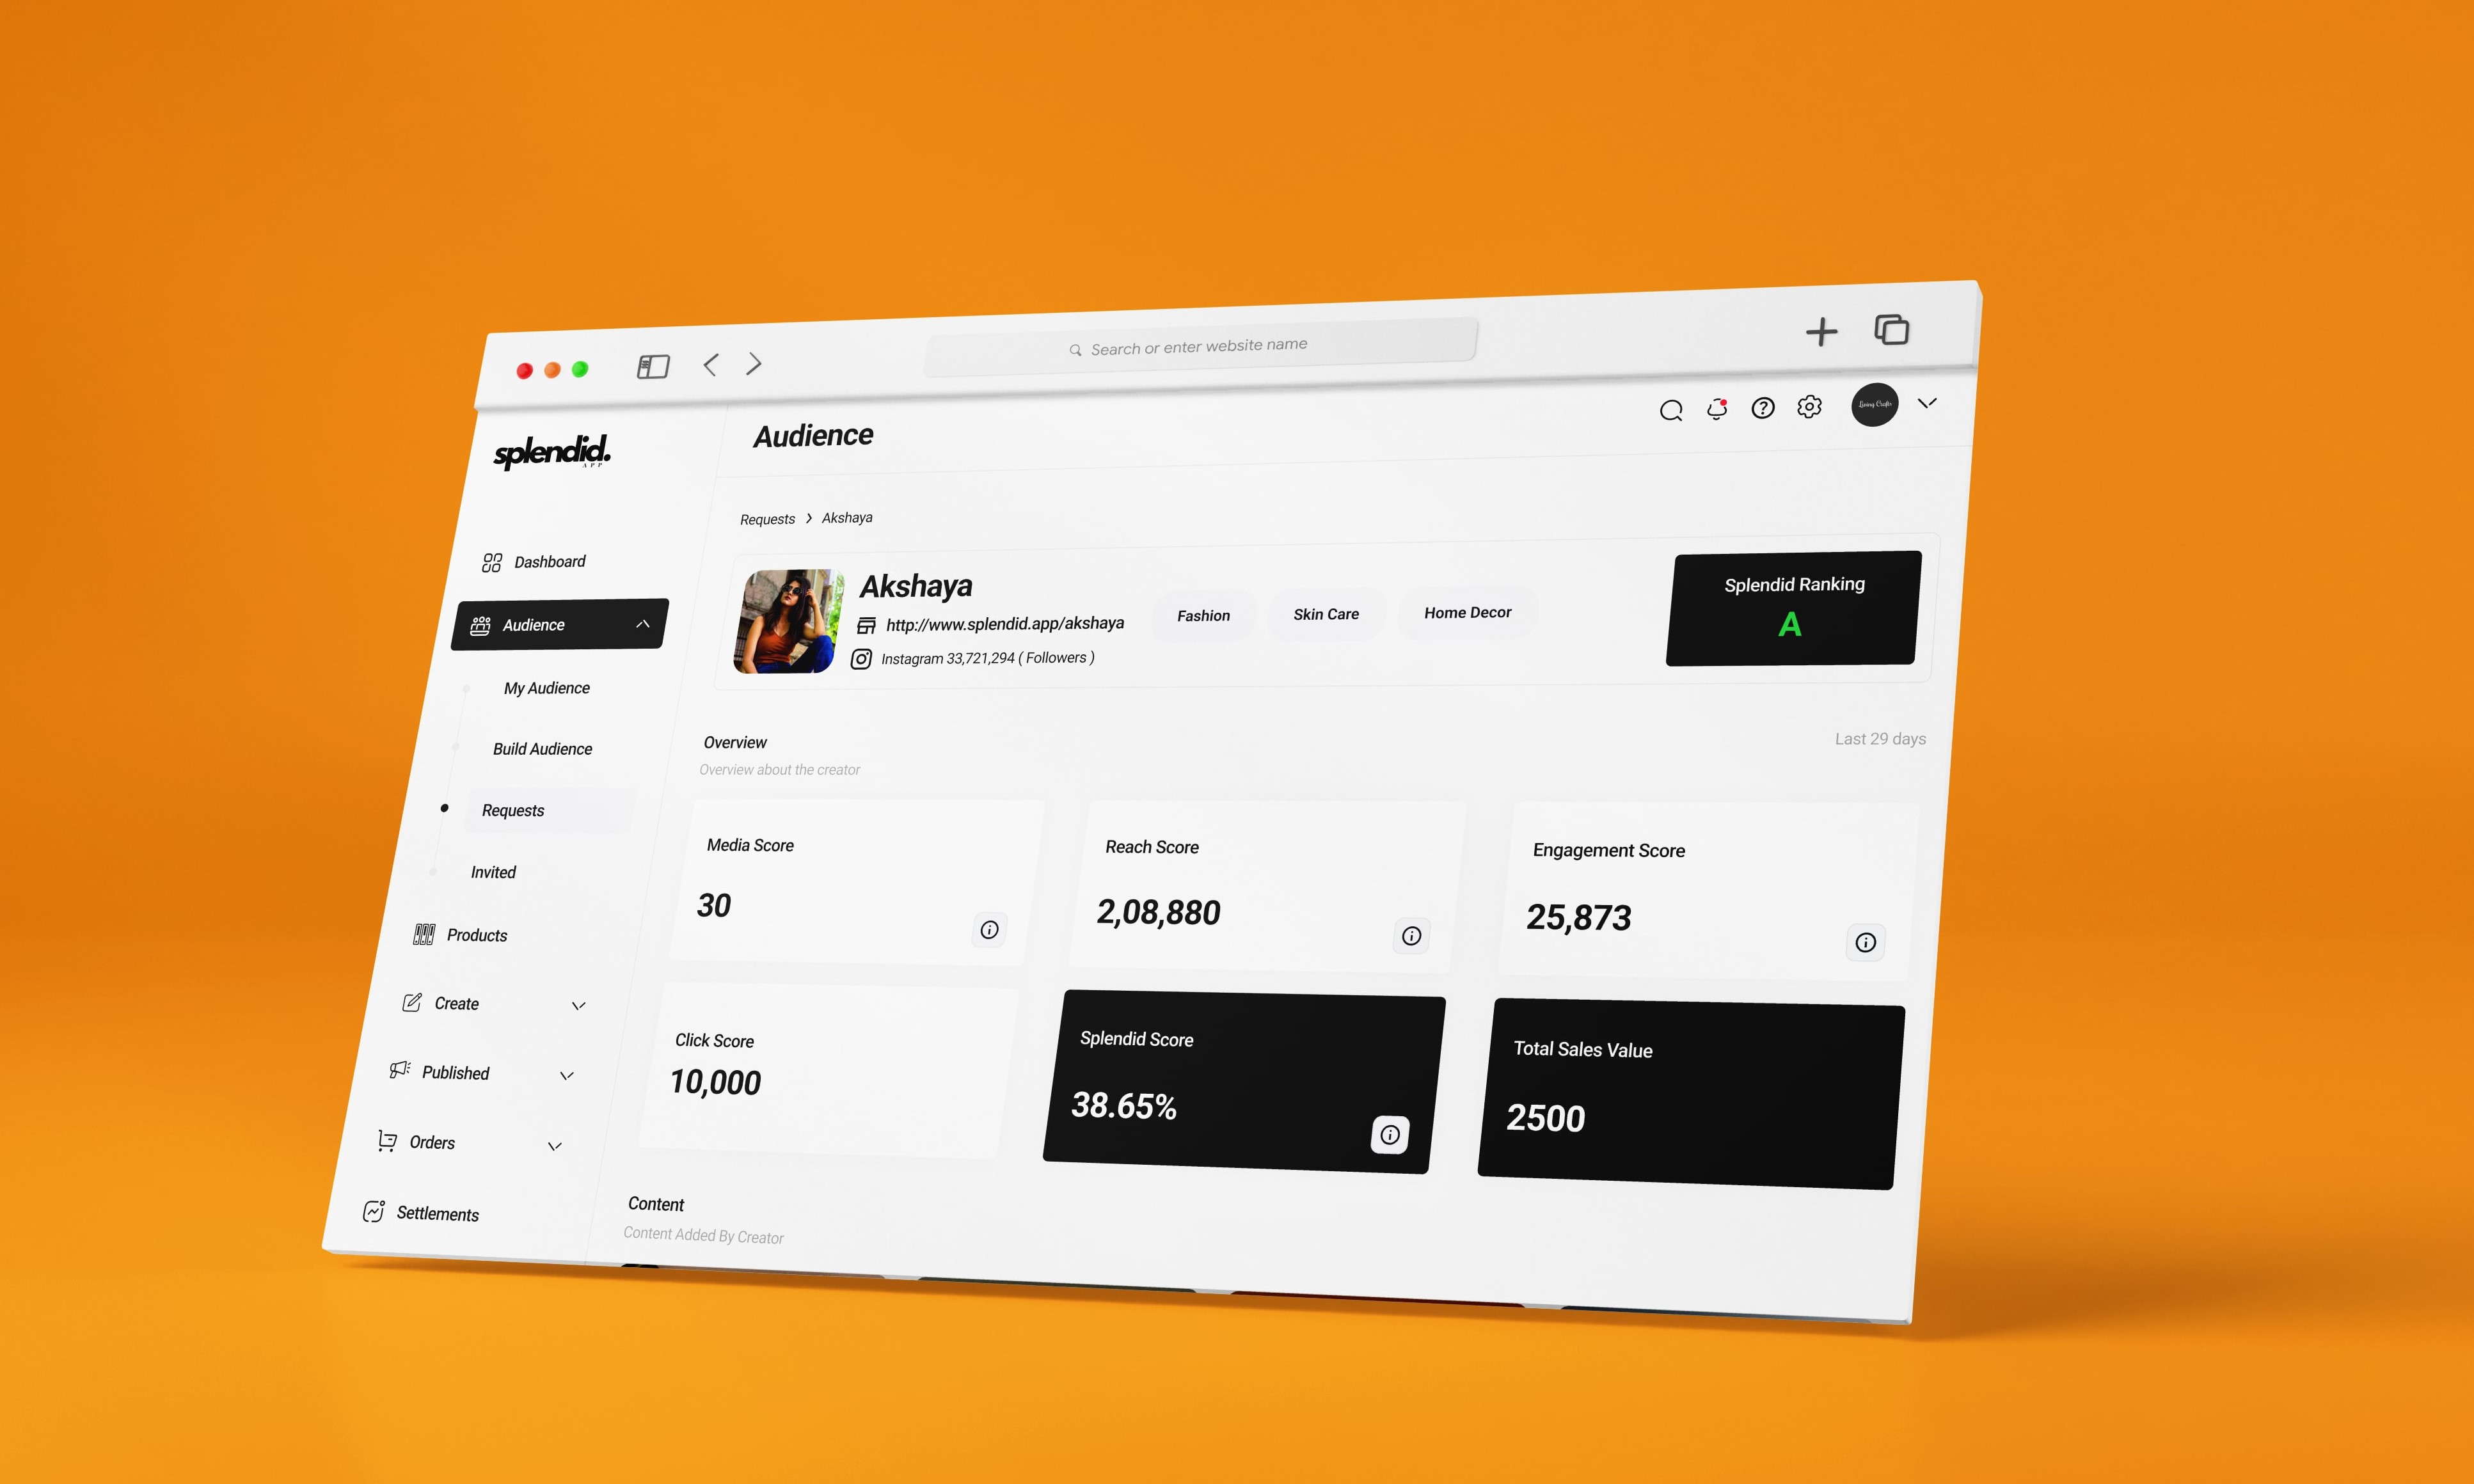 Search or enter website name
splendid.
APP
Audience
Living Crafts
Dashboard
Audience
My Audience
Build Audience
Requests
Invited
Products
Create
Published
Orders
Settlements
Requests > Akshaya
Akshaya
http://www.splendid.app/akshaya
Instagram 33,721,294 ( Followers )
Fashion
Skin Care
Home Decor
Splendid Ranking
A
Overview
Overview about the creator
Last 29 days
Media Score
30
Reach Score
2,08,880
Engagement Score
25,873
Click Score
10,000
Splendid Score
38.65%
Total Sales Value
2500
Content
Content Added By Creator